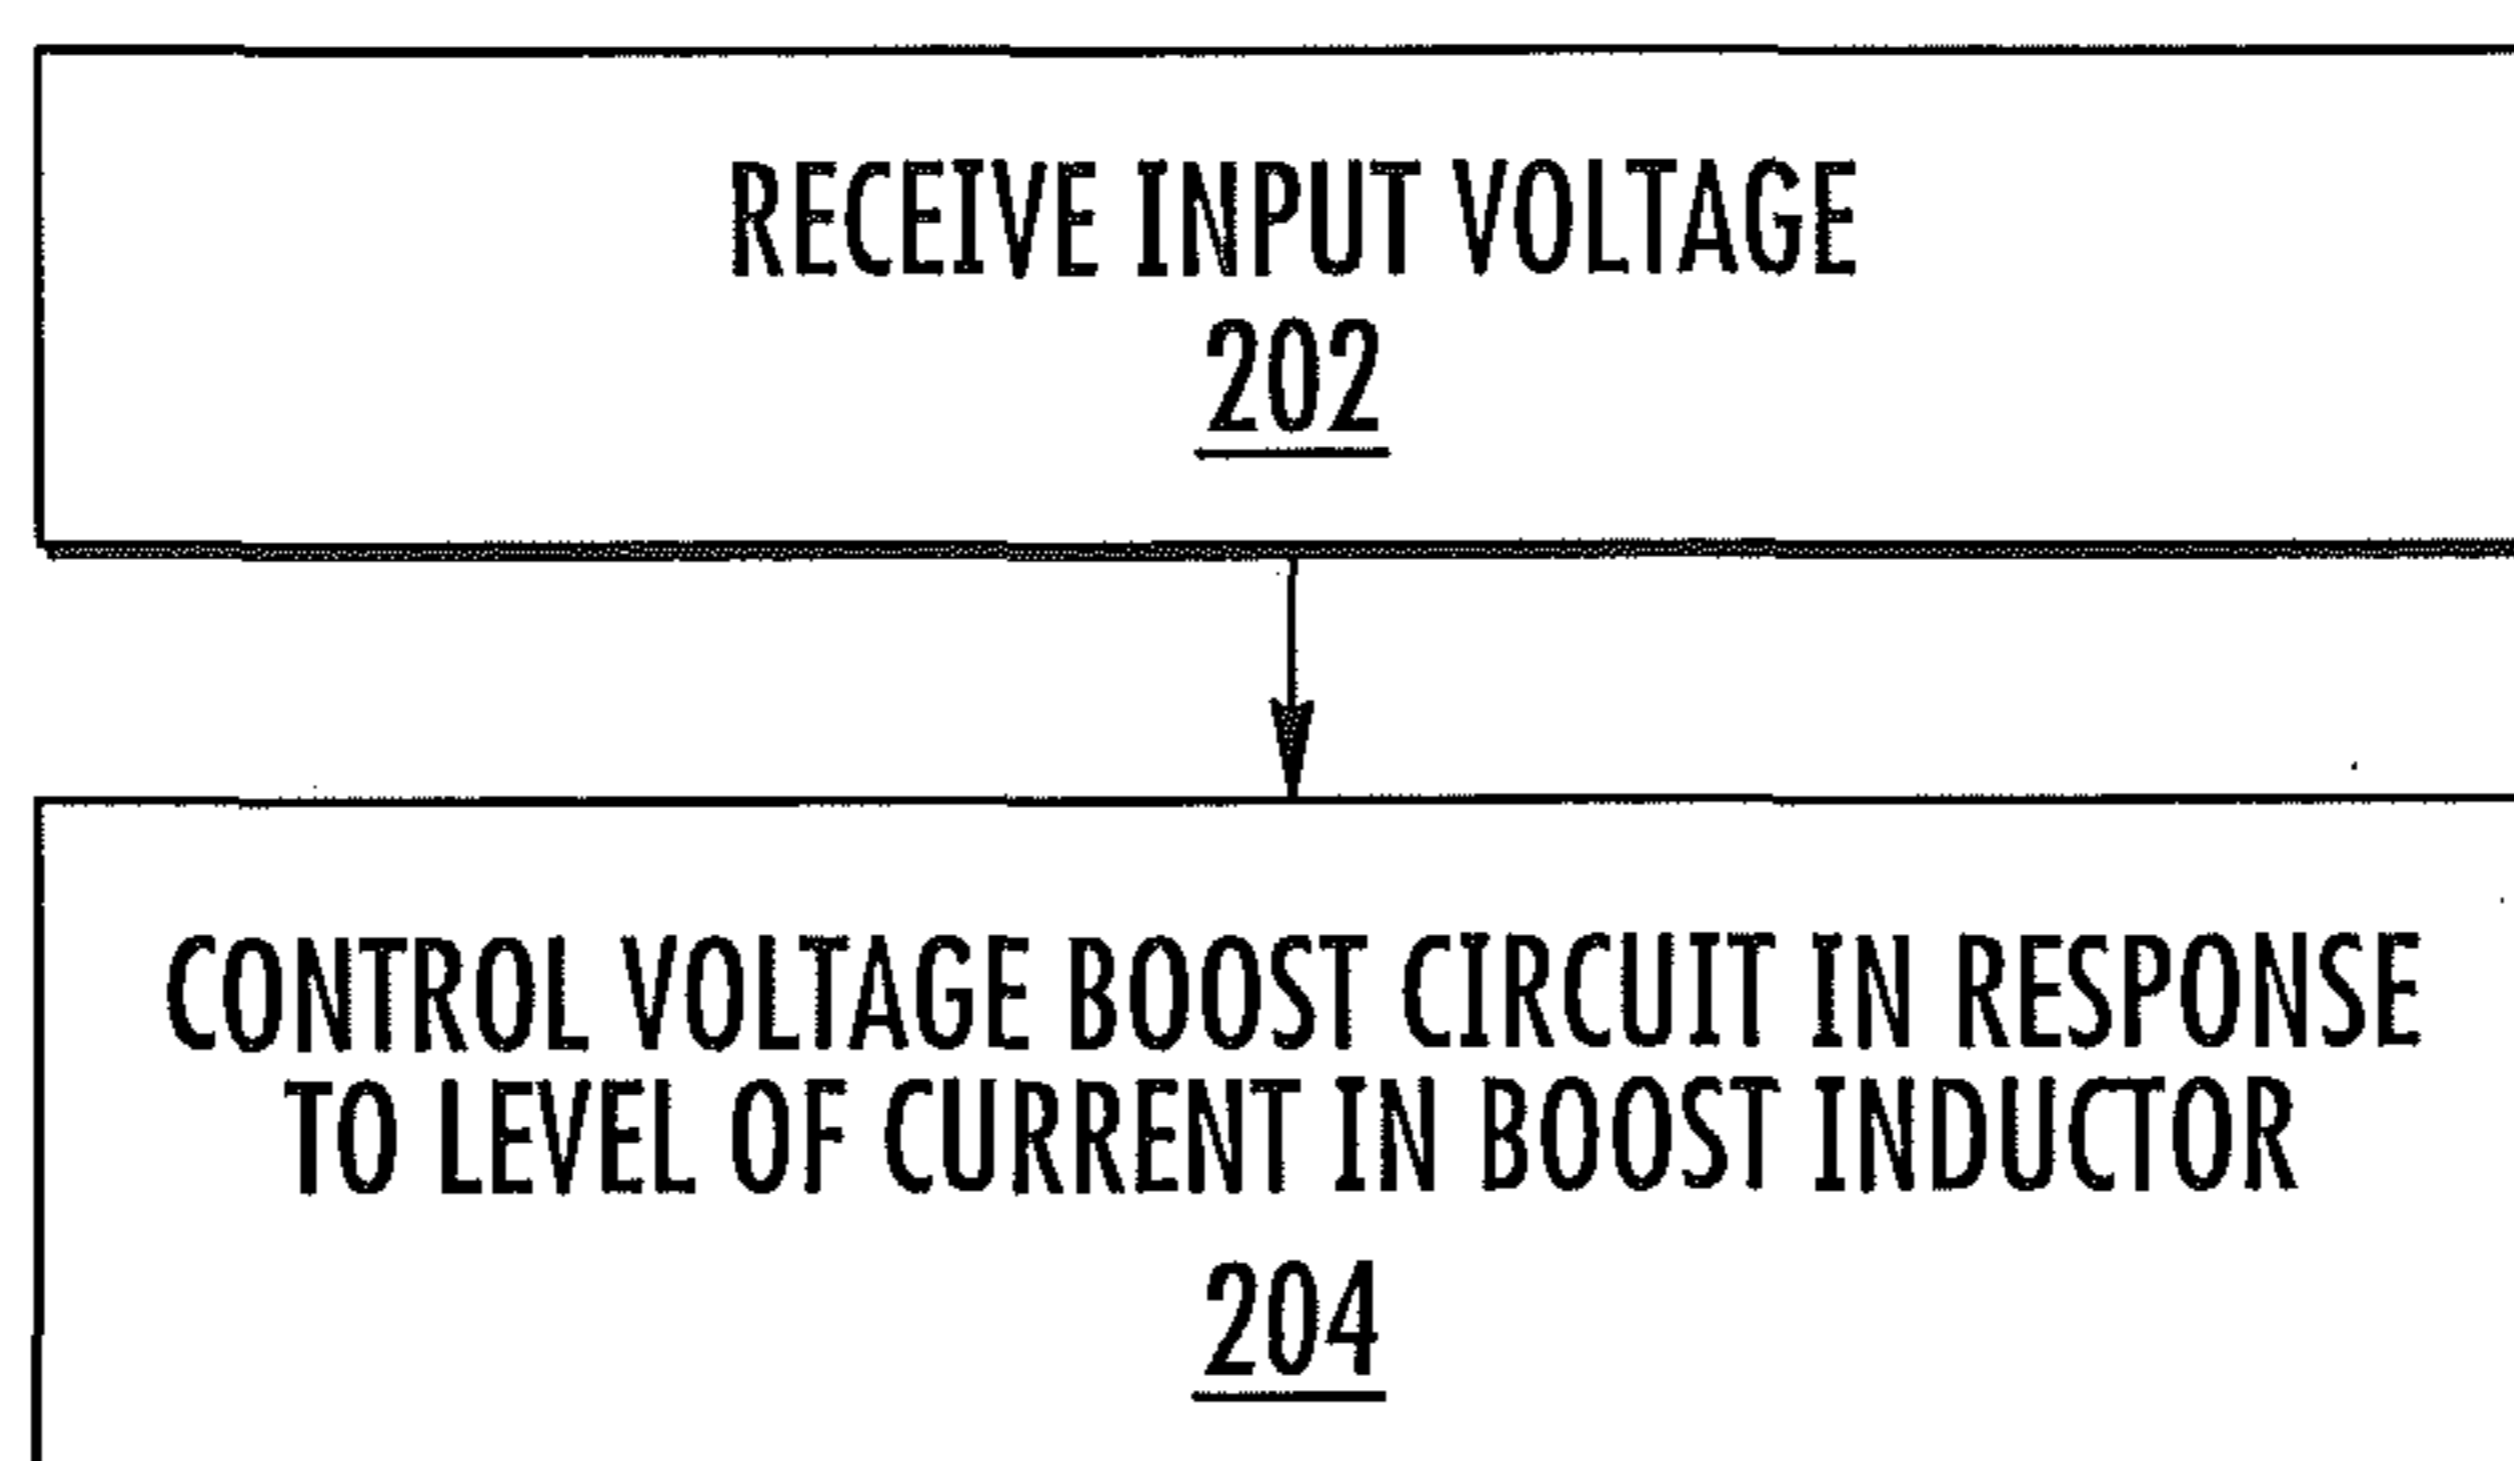 RECEIVE INPUT VOLTAGE
202
CONTROL VOLTAGE BOOST CIRCUIT IN RESPONSE
TO LEVEL OF CURRENT IN BOOST INDUCTOR
204